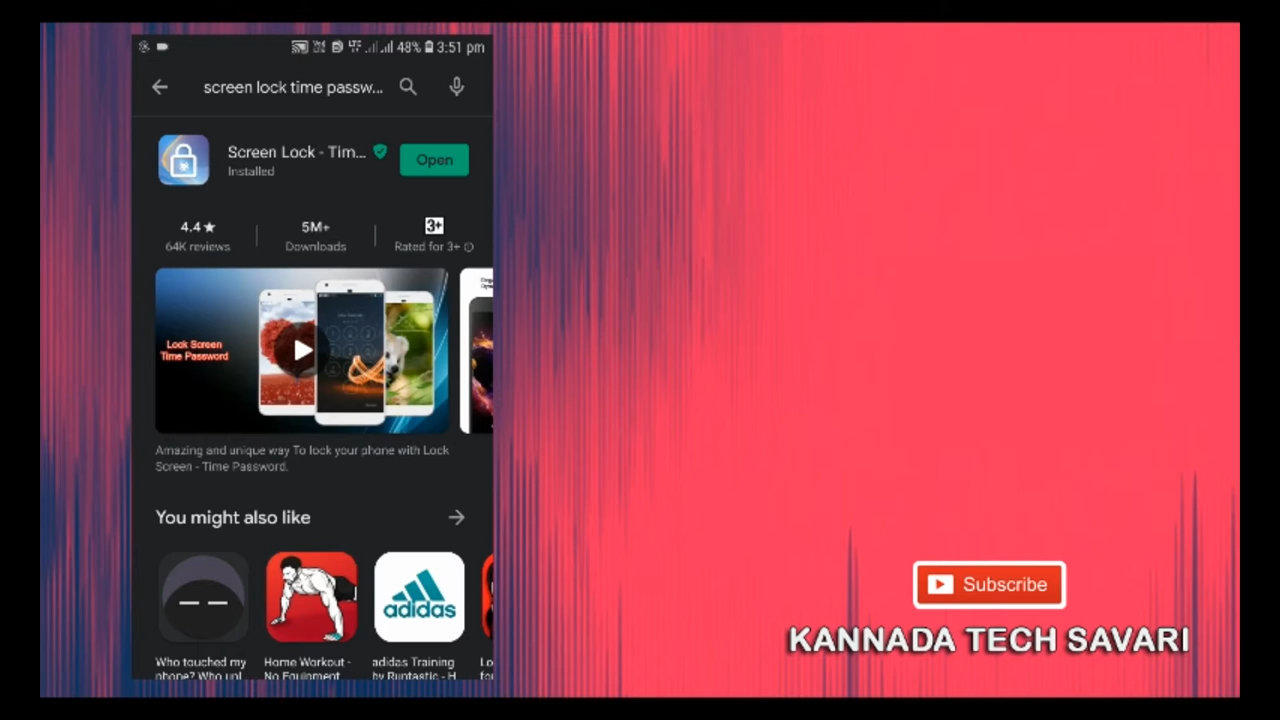 48% 3:51 pm
screen lock time passw...
Screen Lock - Tim...
Open
Installed
4.4★
5M+
3+
64K reviews
Downloads
Rated for 3+
Lock Screen
Time Password
Amazing and unique way To lock your phone with Lock
Screen - Time Password.
You might also like
adidas
Who touched my
Home Workout -
No Equipment
adidas Training
by Runtastic - H
Lo
Subscribe
KANNADA TECH SAVARI